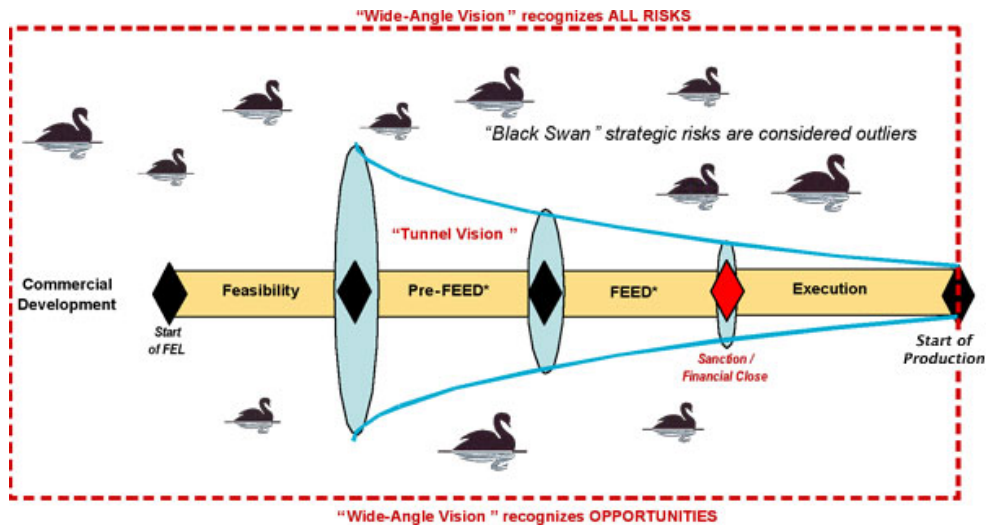 “Wide-Angle Vision” recognizes ALL RISKS
“Black Swan” strategic risks are considered outliers
“Tunnel Vision ”
Commercial
Development
Feasibility
Pre-FEED*
FEED*
Execution
Start
of FEL
Sanction /
Financial Close
Start of
Production
“Wide-Angle Vision ” recognizes OPPORTUNITIES